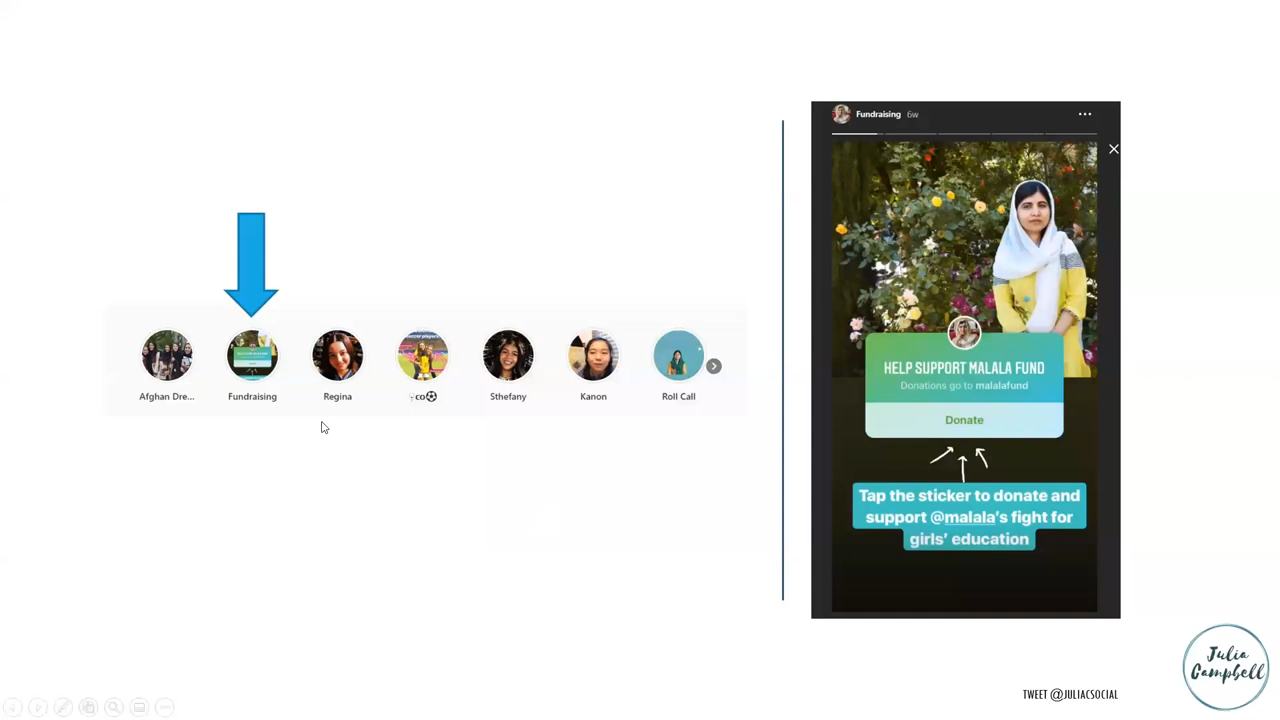 Fundraising 6w
HELP SUPPORT MALALA FUND
Donations go to malalafund
Donate
Tap the sticker to donate and
support @malala's fight for
girls' education
Afghan Dre...
Fundraising
Regina
co⚽
Sthefany
Kanon
Roll Call
TWEET @JULIACSOCIAL
Julia
Campbell